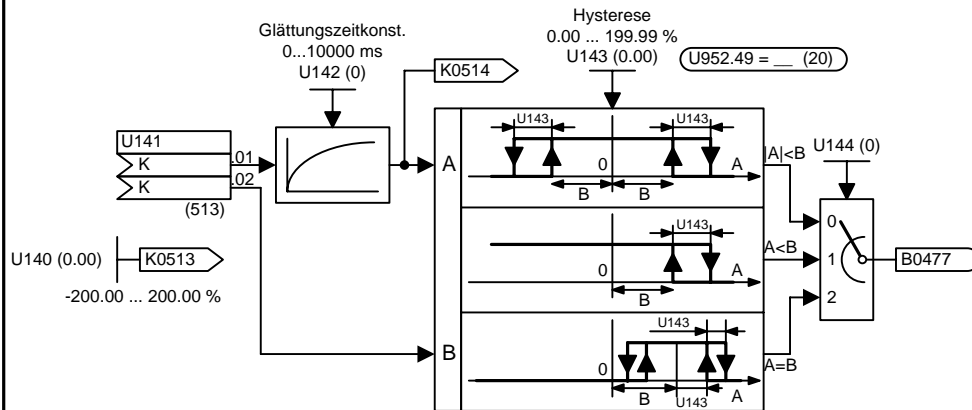 Glättungszeitkonst.
0...10000 ms
U142 (0)
K0514
Hysterese
0.00 ... 199.99 %
U143 (0.00)
U952.49 = __ (20)
U141
K .01
K .02
(513)
U140 (0.00)
K0513
-200.00 ... 200.00 %
A
B
U143 U143
0 A
B B
|A|<B
U143
0 A
B
A<B
U143
0
B U143 A
A=B
U144 (0)
0
1
2
B0477